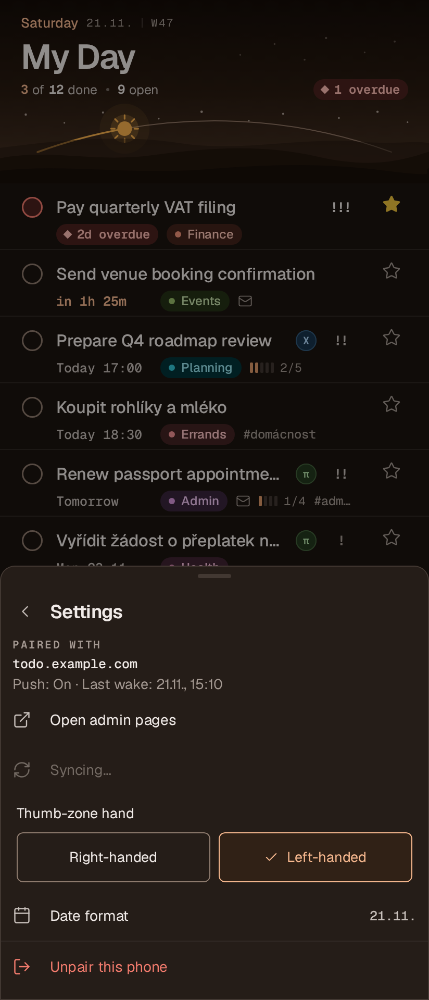 Saturday 21.11. | W47
My Day
3 of 12 done • 9 open
◆ 1 overdue
Pay quarterly VAT filing !!!
◆ 2d overdue • Finance
Send venue booking confirmation
in 1h 25m • Events
Prepare Q4 roadmap review X !!
Today 17:00 • Planning 2/5
Koupit rohlíky a mléko
Today 18:30 • Errands #domácnost
Renew passport appointme… π !!
Tomorrow • Admin 1/4 #adm…
Vyřídit žádost o přeplatek n… π !
Settings
PAIRED WITH
todo.example.com
Push: On · Last wake: 21.11., 15:10
Open admin pages
Syncing…
Thumb-zone hand
Right-handed
Left-handed
Date format 21.11.
Unpair this phone